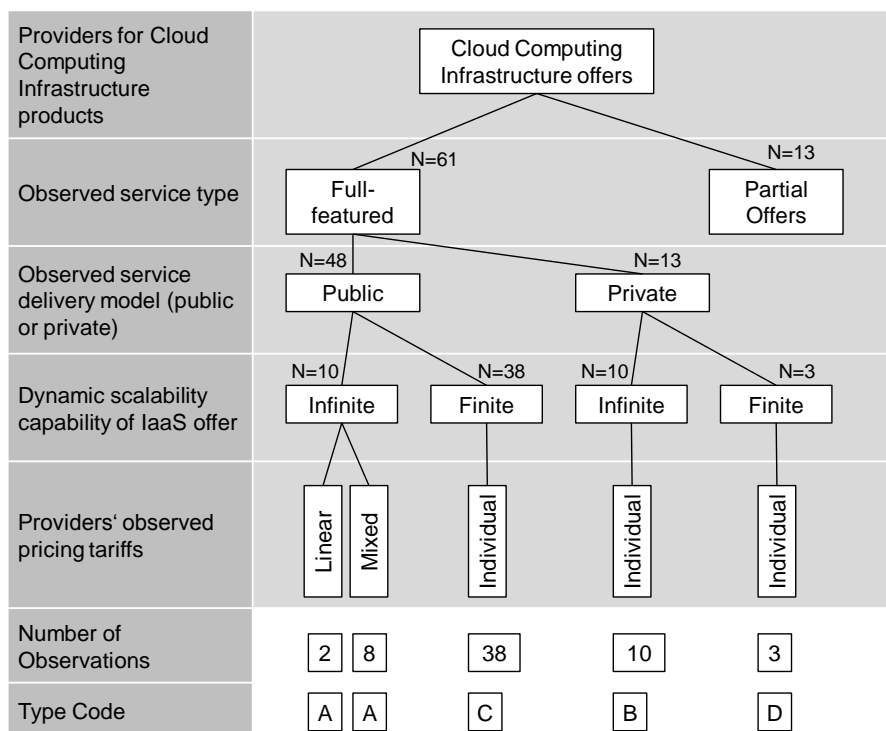 Providers for Cloud
Computing
Infrastructure
products
Cloud Computing
Infrastructure offers
Observed service type
N=61
N=13
Full-
featured
Partial
Offers
Observed service
delivery model (public
or private)
N=48
N=13
Public
Private
Dynamic scalability
capability of IaaS offer
N=10
N=38
N=10
N=3
Infinite
Finite
Infinite
Finite
Providers‘ observed
pricing tariffs
Linear
Mixed
Individual
Individual
Individual
Number of
Observations
2
8
38
10
3
Type Code
A
A
C
B
D